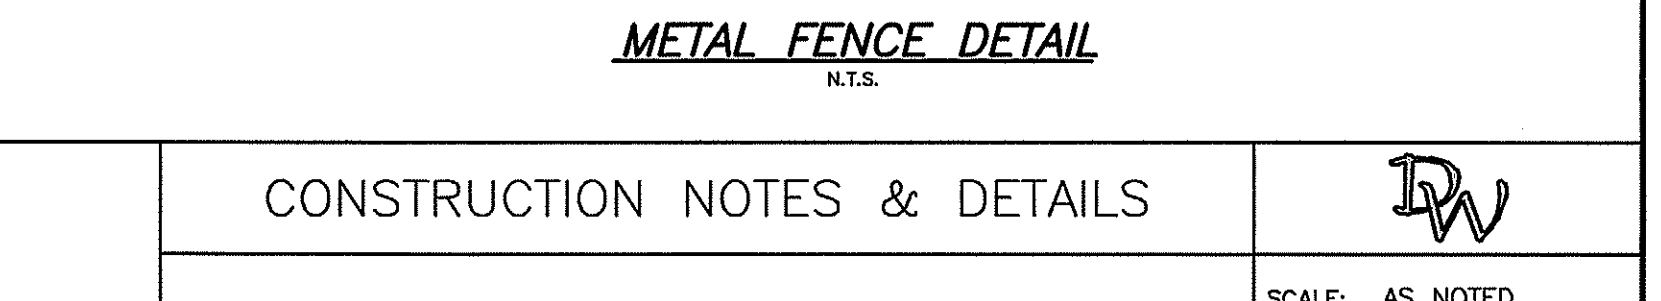 METAL FENCE DETAIL
N.T.S.
CONSTRUCTION NOTES & DETAILS
DW
SCALE: AS NOTED